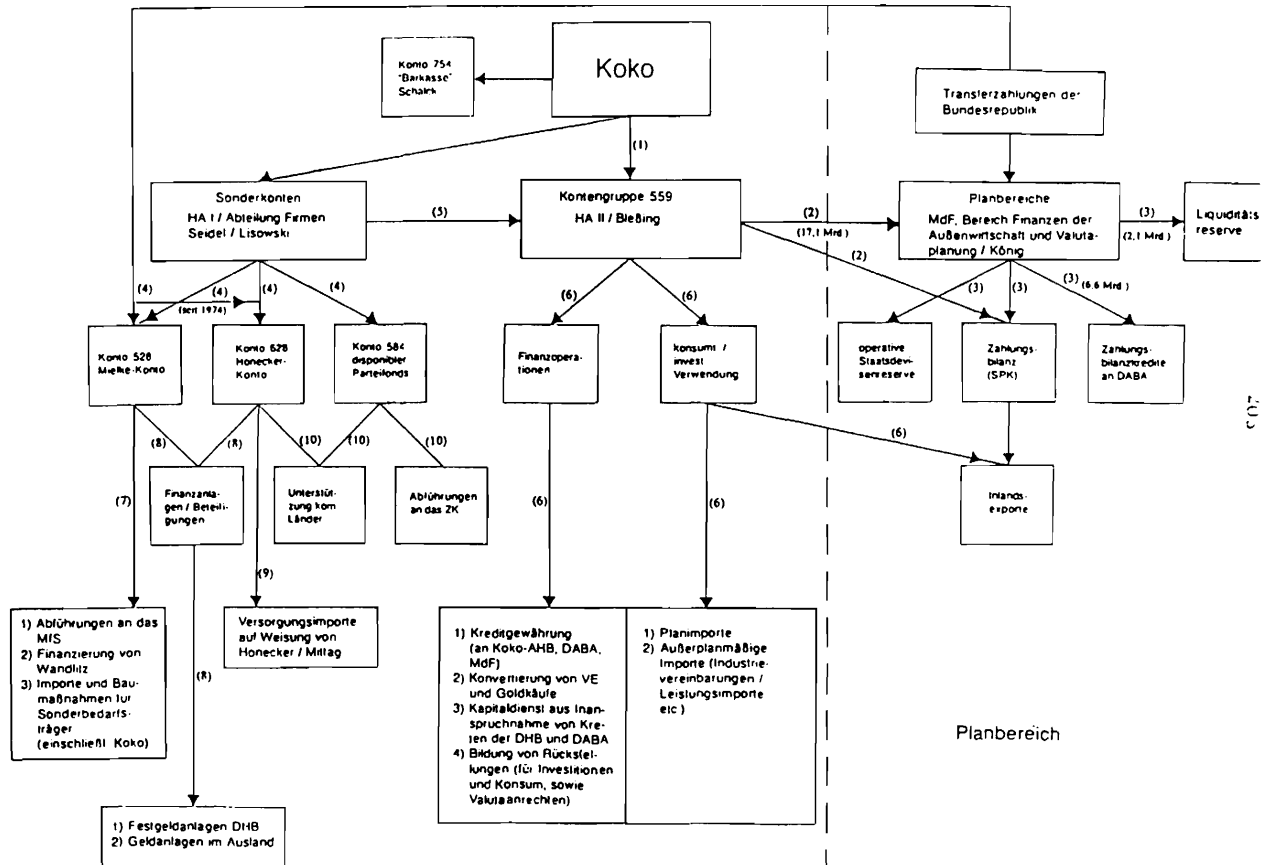 Koko
Konto 754
"Barkasse"
Schalck
Transferzahlungen der
Bundesrepublik
(1)
Sonderkonten
HA I / Abteilung Firmen
Seidel / Lisowski
(5)
Kontengruppe 559
HA II / Bleßing
(2)
(17,1 Mrd.)
(2)
Planbereiche
MdF, Bereich Finanzen der
Außenwirtschaft und Valuta-
planung / König
(3)
(2,1 Mrd.)
Liquiditäts
reserve
(4)
(4)
(seit 1974)
(4)
(4)
(6)
(6)
(3)
(3)
(3)
(6,6 Mrd.)
Konto 528
Mielke-Konto
Konto 628
Honecker-
Konto
Konto 584
disponibler
Parteifonds
Finanzopera-
tionen
konsumt /
invest
Verwendung
operative
Staatsdevi-
senreserve
Zahlungs-
bilanz
(SPK)
Zahlungs-
bilanzkredite
an DABA
(8)
(8)
(10)
(10)
(10)
(6)
(7)
Finanzanla-
gen / Beteili-
gungen
Unterstüt-
zung kom
Länder
Abführungen
an das ZK
(6)
(6)
Inlands-
exporte
(9)
1) Abführungen an das
MfS
2) Finanzierung von
Wandlitz
3) Importe und Bau-
maßnahmen für
Sonderbedarfs-
träger
(einschließl. Koko)
(8)
Versorgungsimporte
auf Weisung von
Honecker / Mittag
1) Kreditgewährung
(an Koko-AHB, DABA,
MdF)
2) Konvertierung von VE
und Goldkäufe
3) Kapitaldienst aus Inan-
spruchnahme von Kre-
ten der DHB und DABA
4) Bildung von Rückstel-
lungen (für Investitionen
und Konsum, sowie
Valutaanrechten)
1) Planimporte
2) Außerplanmäßige
Importe (Industrie-
vereinbarungen /
Leistungsimporte
etc.)
Planbereich
1) Festgeldanlagen DHB
2) Geldanlagen im Ausland